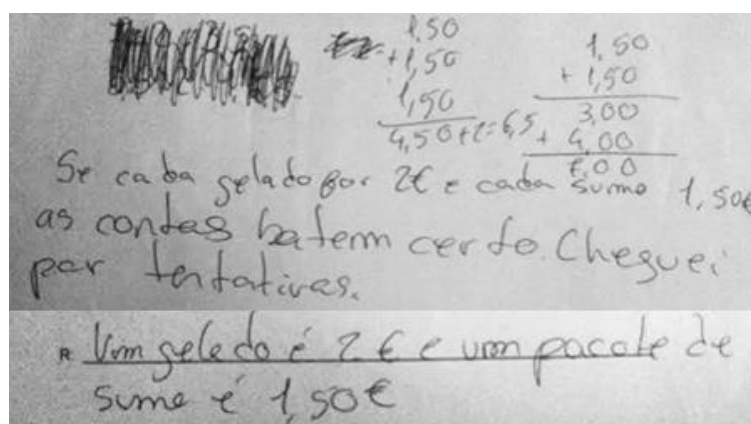 1,50
+1,50
1,50
4,50+2=6,5
1,50
+ 1,50
3,00
+ 4,00
7,00
Se cada gelado for 2€ e cada sumo 1,50€
as contas batem certo. Cheguei
por tentativas.
R. Um gelado é 2€ e um pacote de
sumo é 1,50€